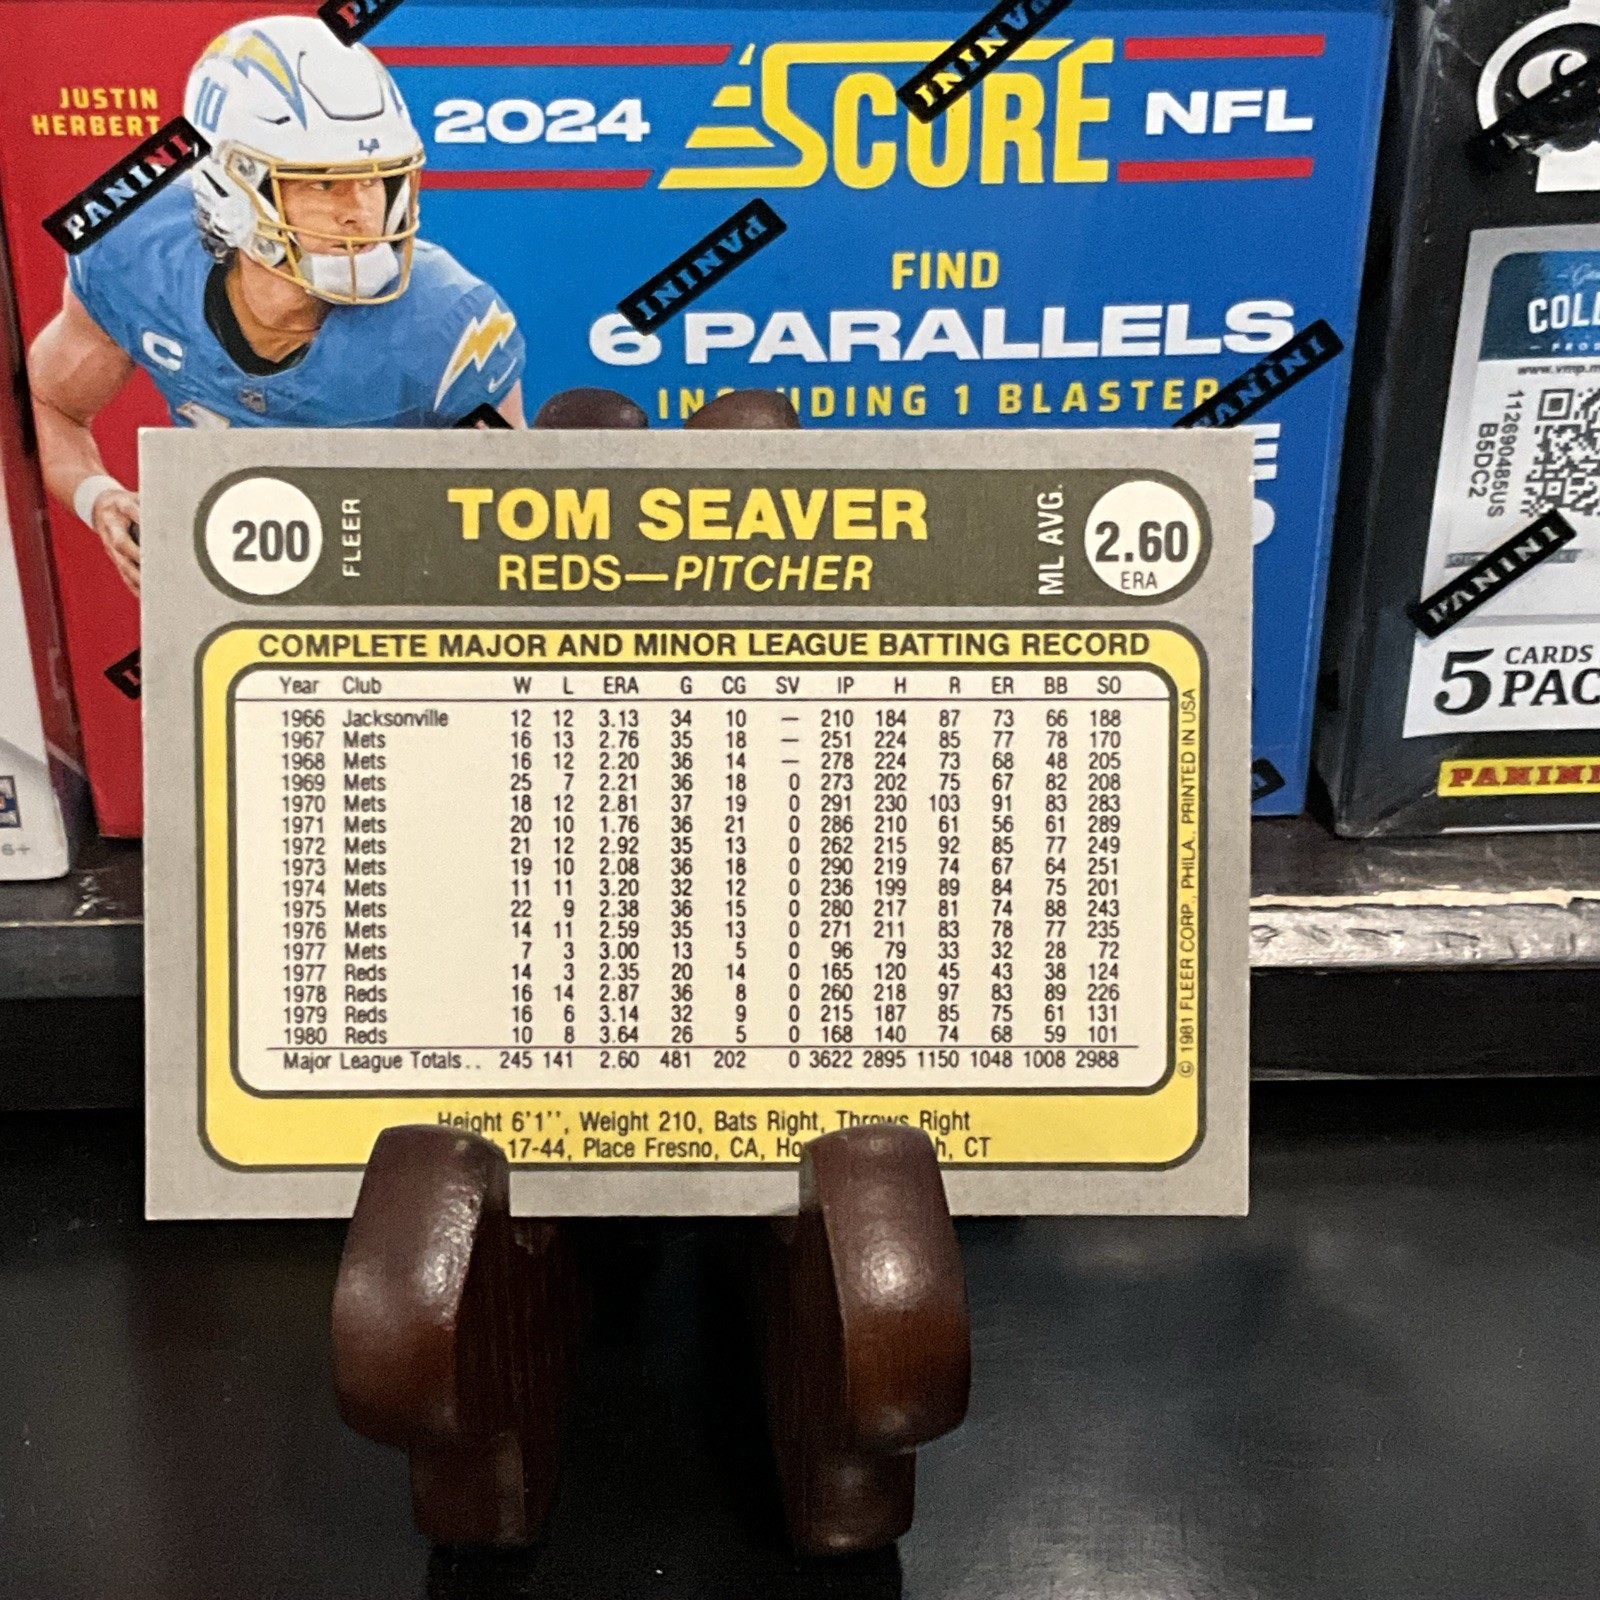 JUSTIN
HERBERT
10
PANINI
2024 SCORE NFL
PANINI
FIND
PANINI
6 PARALLELS
1 BLASTER
PANINI
C
COLL
www.vmp.m
112690485US
B5DC2
PANINI
5 CARDS
PAC
PANINI
6+
200
FLEER
TOM SEAVER
REDS—PITCHER
ML AVG.
2.60
ERA
COMPLETE MAJOR AND MINOR LEAGUE BATTING RECORD
Year Club W L ERA G CG SV IP H R ER BB SO
1966 Jacksonville 12 12 3.13 34 10 — 210 184 87 73 66 188
1967 Mets 16 13 2.76 35 18 — 251 224 85 77 78 170
1968 Mets 16 12 2.20 36 14 — 278 224 73 68 48 205
1969 Mets 25 7 2.21 36 18 0 273 202 75 67 82 208
1970 Mets 18 12 2.81 37 19 0 291 230 103 91 83 283
1971 Mets 20 10 1.76 36 21 0 286 210 61 56 61 289
1972 Mets 21 12 2.92 35 13 0 262 215 92 85 77 249
1973 Mets 19 10 2.08 36 18 0 290 219 74 67 64 251
1974 Mets 11 11 3.20 32 12 0 236 199 89 84 75 201
1975 Mets 22 9 2.38 36 15 0 280 217 81 74 88 243
1976 Mets 14 11 2.59 35 13 0 271 211 83 78 77 235
1977 Mets 7 3 3.00 13 5 0 96 79 33 32 28 72
1977 Reds 14 3 2.35 20 14 0 165 120 45 43 38 124
1978 Reds 16 14 2.87 36 8 0 260 218 97 83 89 226
1979 Reds 16 6 3.14 32 9 0 215 187 85 75 61 131
1980 Reds 10 8 3.64 26 5 0 168 140 74 68 59 101
Major League Totals.. 245 141 2.60 481 202 0 3622 2895 1150 1048 1008 2988
Height 6'1'', Weight 210, Bats Right, Throws Right
17-44, Place Fresno, CA, h, CT
© 1981 FLEER CORP., PHILA., PRINTED IN USA